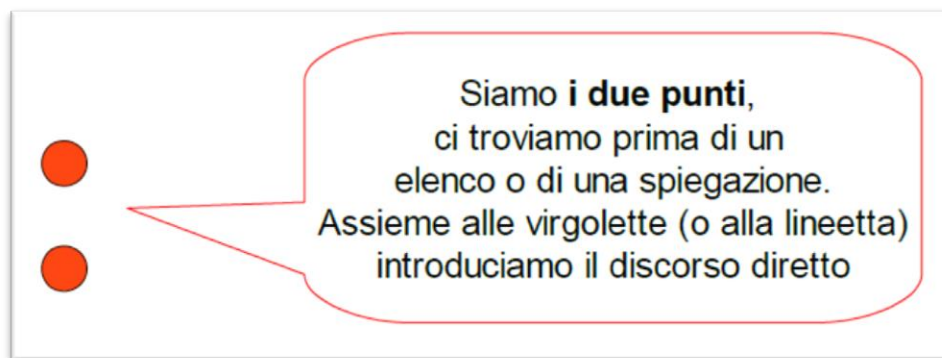 Siamo i due punti,
ci troviamo prima di un
elenco o di una spiegazione.
Assieme alle virgolette (o alla lineetta)
introduciamo il discorso diretto